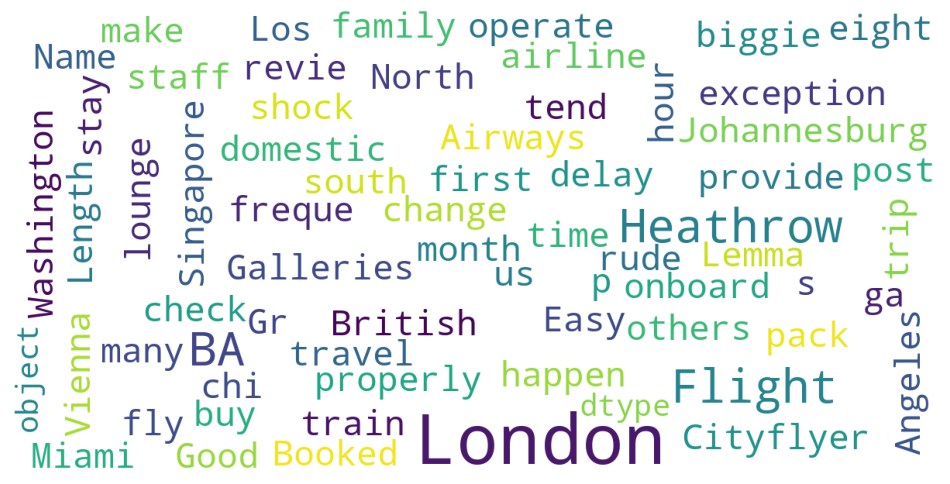 make
Los
family
operate
biggie
eight
Name
staff
revie
North
airline
hour
exception
stay
shock
tend
Johannesburg
Washington
Length
lounge
Singapore
domestic
Airways
south
first
delay
provide
post
freque
change
month
time
Heathrow
trip
Galleries
us
rude
Lemma
p
onboard
s
ga
check
Gr
British
Easy
others
pack
object
Vienna
many
BA
travel
chi
properly
happen
Flight
Angeles
fly
buy
train
dtype
London
Cityflyer
Miami
Good
Booked